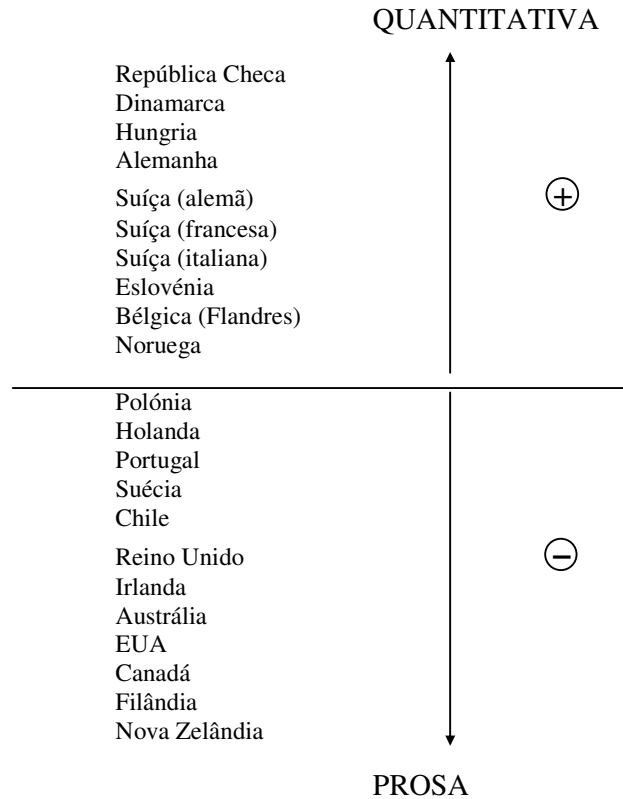 QUANTITATIVA
República Checa
Dinamarca
Hungria
Alemanha
Suíça (alemã)
+
Suíça (francesa)
Suíça (italiana)
Eslovénia
Bélgica (Flandres)
Noruega
Polónia
Holanda
Portugal
Suécia
Chile
Reino Unido
−
Irlanda
Austrália
EUA
Canadá
Filândia
Nova Zelândia
PROSA